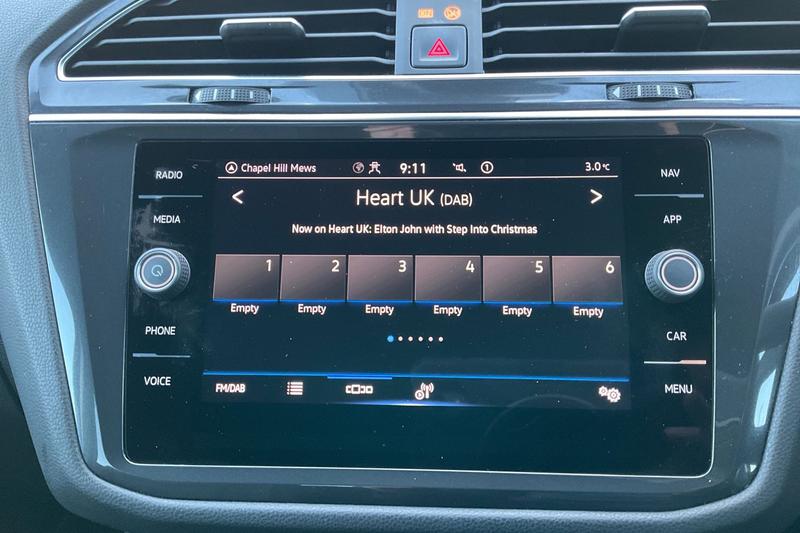 RADIO
MEDIA
PHONE
VOICE
Chapel Hill Mews
9:11
1
3.0°C
< Heart UK (DAB) >
Now on Heart UK: Elton John with Step Into Christmas
1 2 3 4 5 6
Empty Empty Empty Empty Empty Empty
FM/DAB
NAV
APP
CAR
MENU